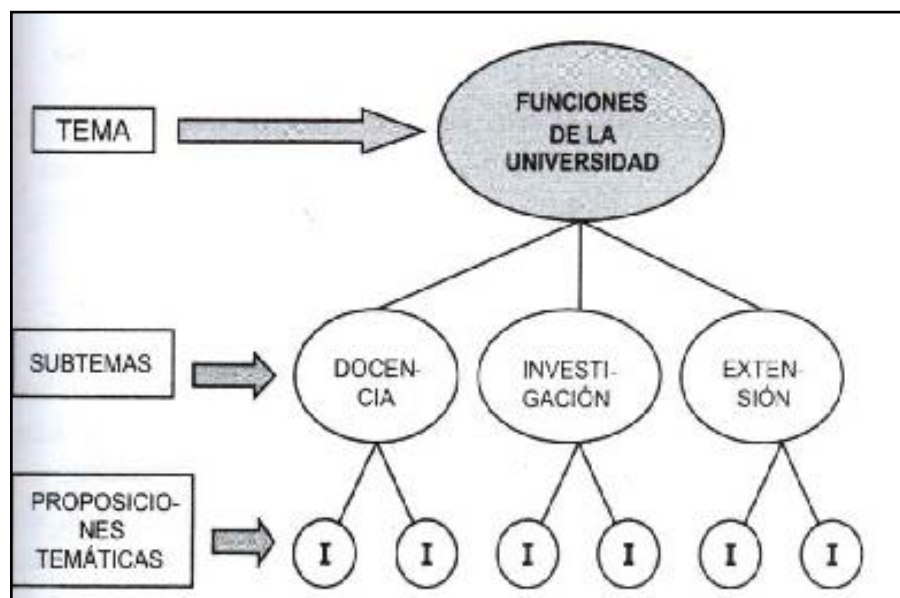 TEMA
FUNCIONES
DE LA
UNIVERSIDAD
SUBTEMAS
DOCEN-
CIA
INVESTI-
GACIÓN
EXTEN-
SIÓN
PROPOSICIO-
NES
TEMÁTICAS
I
I
I
I
I
I